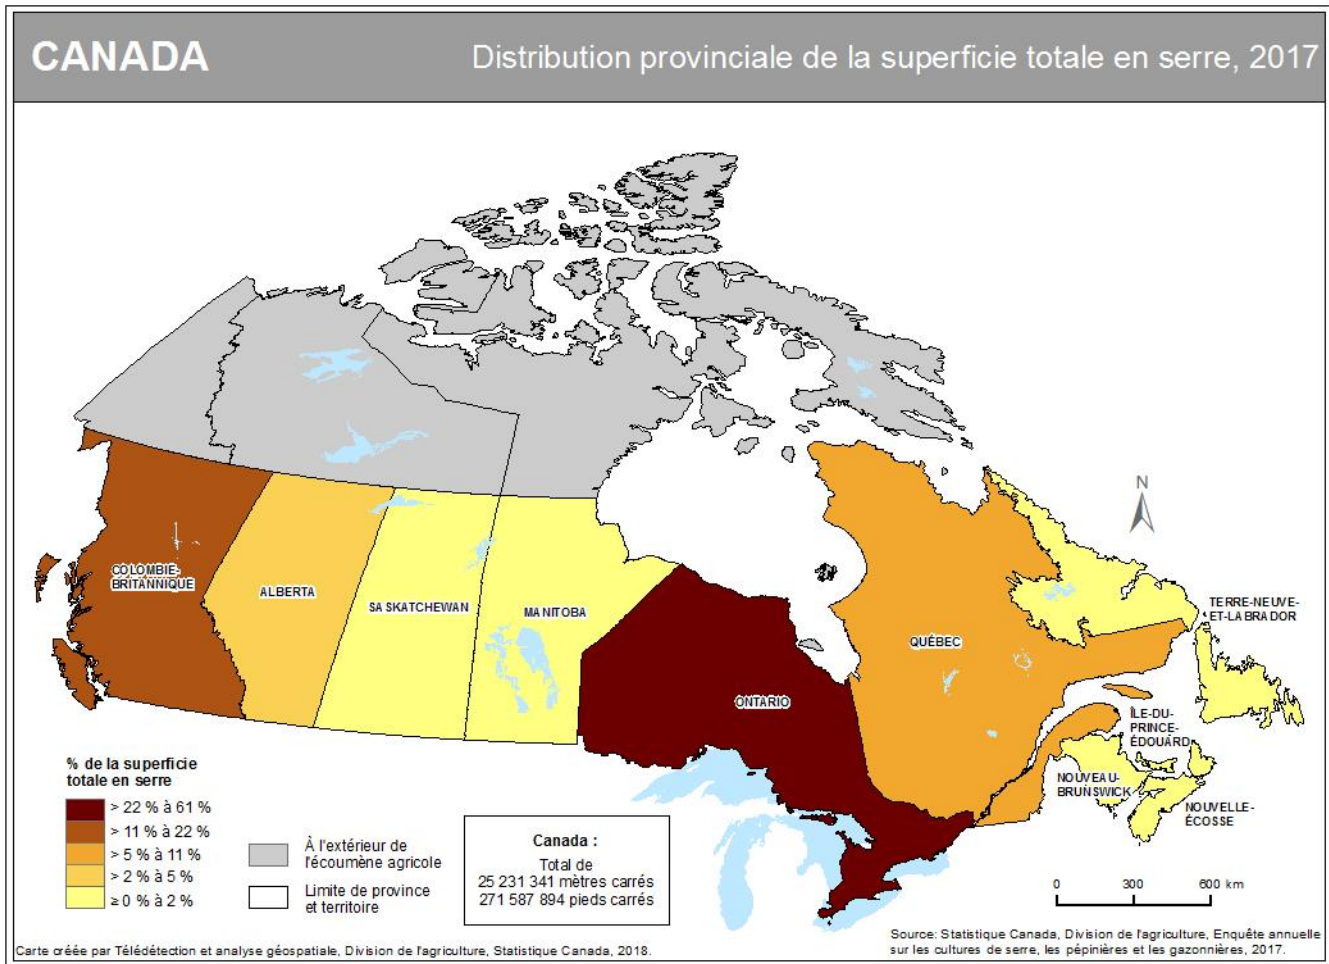 CANADA
Distribution provinciale de la superficie totale en serre, 2017
N
COLOMBIE-
BRITANNIQUE
ALBERTA
SASKATCHEWAN
MANITOBA
ONTARIO
QUÉBEC
TERRE-NEUVE-
ET-LABRADOR
ÎLE-DU-
PRINCE-
ÉDOUARD
NOUVEAU-
BRUNSWICK
NOUVELLE-
ÉCOSSE
% de la superficie
totale en serre
> 22 % à 61 %
> 11 % à 22 %
> 5 % à 11 %
> 2 % à 5 %
≥ 0 % à 2 %
À l'extérieur de
l'écoumène agricole
Limite de province
et territoire
Canada :
Total de
25 231 341 mètres carrés
271 587 894 pieds carrés
0 300 600 km
Carte créée par Télédétection et analyse géospatiale, Division de l'agriculture, Statistique Canada, 2018.
Source: Statistique Canada, Division de l'agriculture, Enquête annuelle
sur les cultures de serre, les pépinières et les gazonnières, 2017.